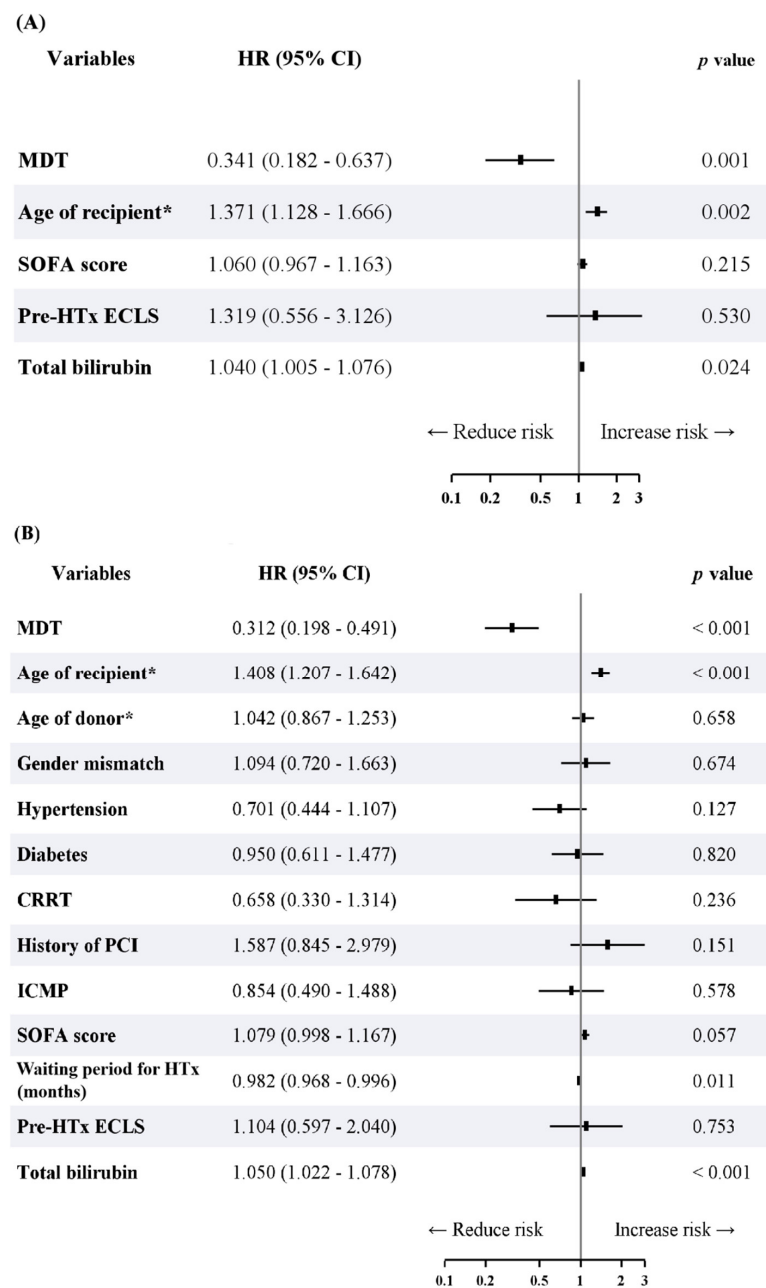 (A)
Variables HR (95% CI) p value
MDT 0.341 (0.182 - 0.637) 0.001
Age of recipient* 1.371 (1.128 - 1.666) 0.002
SOFA score 1.060 (0.967 - 1.163) 0.215
Pre-HTx ECLS 1.319 (0.556 - 3.126) 0.530
Total bilirubin 1.040 (1.005 - 1.076) 0.024
← Reduce risk Increase risk →
0.1 0.2 0.5 1 2 3
(B)
Variables HR (95% CI) p value
MDT 0.312 (0.198 - 0.491) < 0.001
Age of recipient* 1.408 (1.207 - 1.642) < 0.001
Age of donor* 1.042 (0.867 - 1.253) 0.658
Gender mismatch 1.094 (0.720 - 1.663) 0.674
Hypertension 0.701 (0.444 - 1.107) 0.127
Diabetes 0.950 (0.611 - 1.477) 0.820
CRRT 0.658 (0.330 - 1.314) 0.236
History of PCI 1.587 (0.845 - 2.979) 0.151
ICMP 0.854 (0.490 - 1.488) 0.578
SOFA score 1.079 (0.998 - 1.167) 0.057
Waiting period for HTx
(months) 0.982 (0.968 - 0.996) 0.011
Pre-HTx ECLS 1.104 (0.597 - 2.040) 0.753
Total bilirubin 1.050 (1.022 - 1.078) < 0.001
← Reduce risk Increase risk →
0.1 0.2 0.5 1 2 3